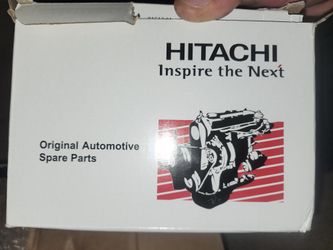 HITACHI
Inspire the Next
Original Automotive
Spare Parts